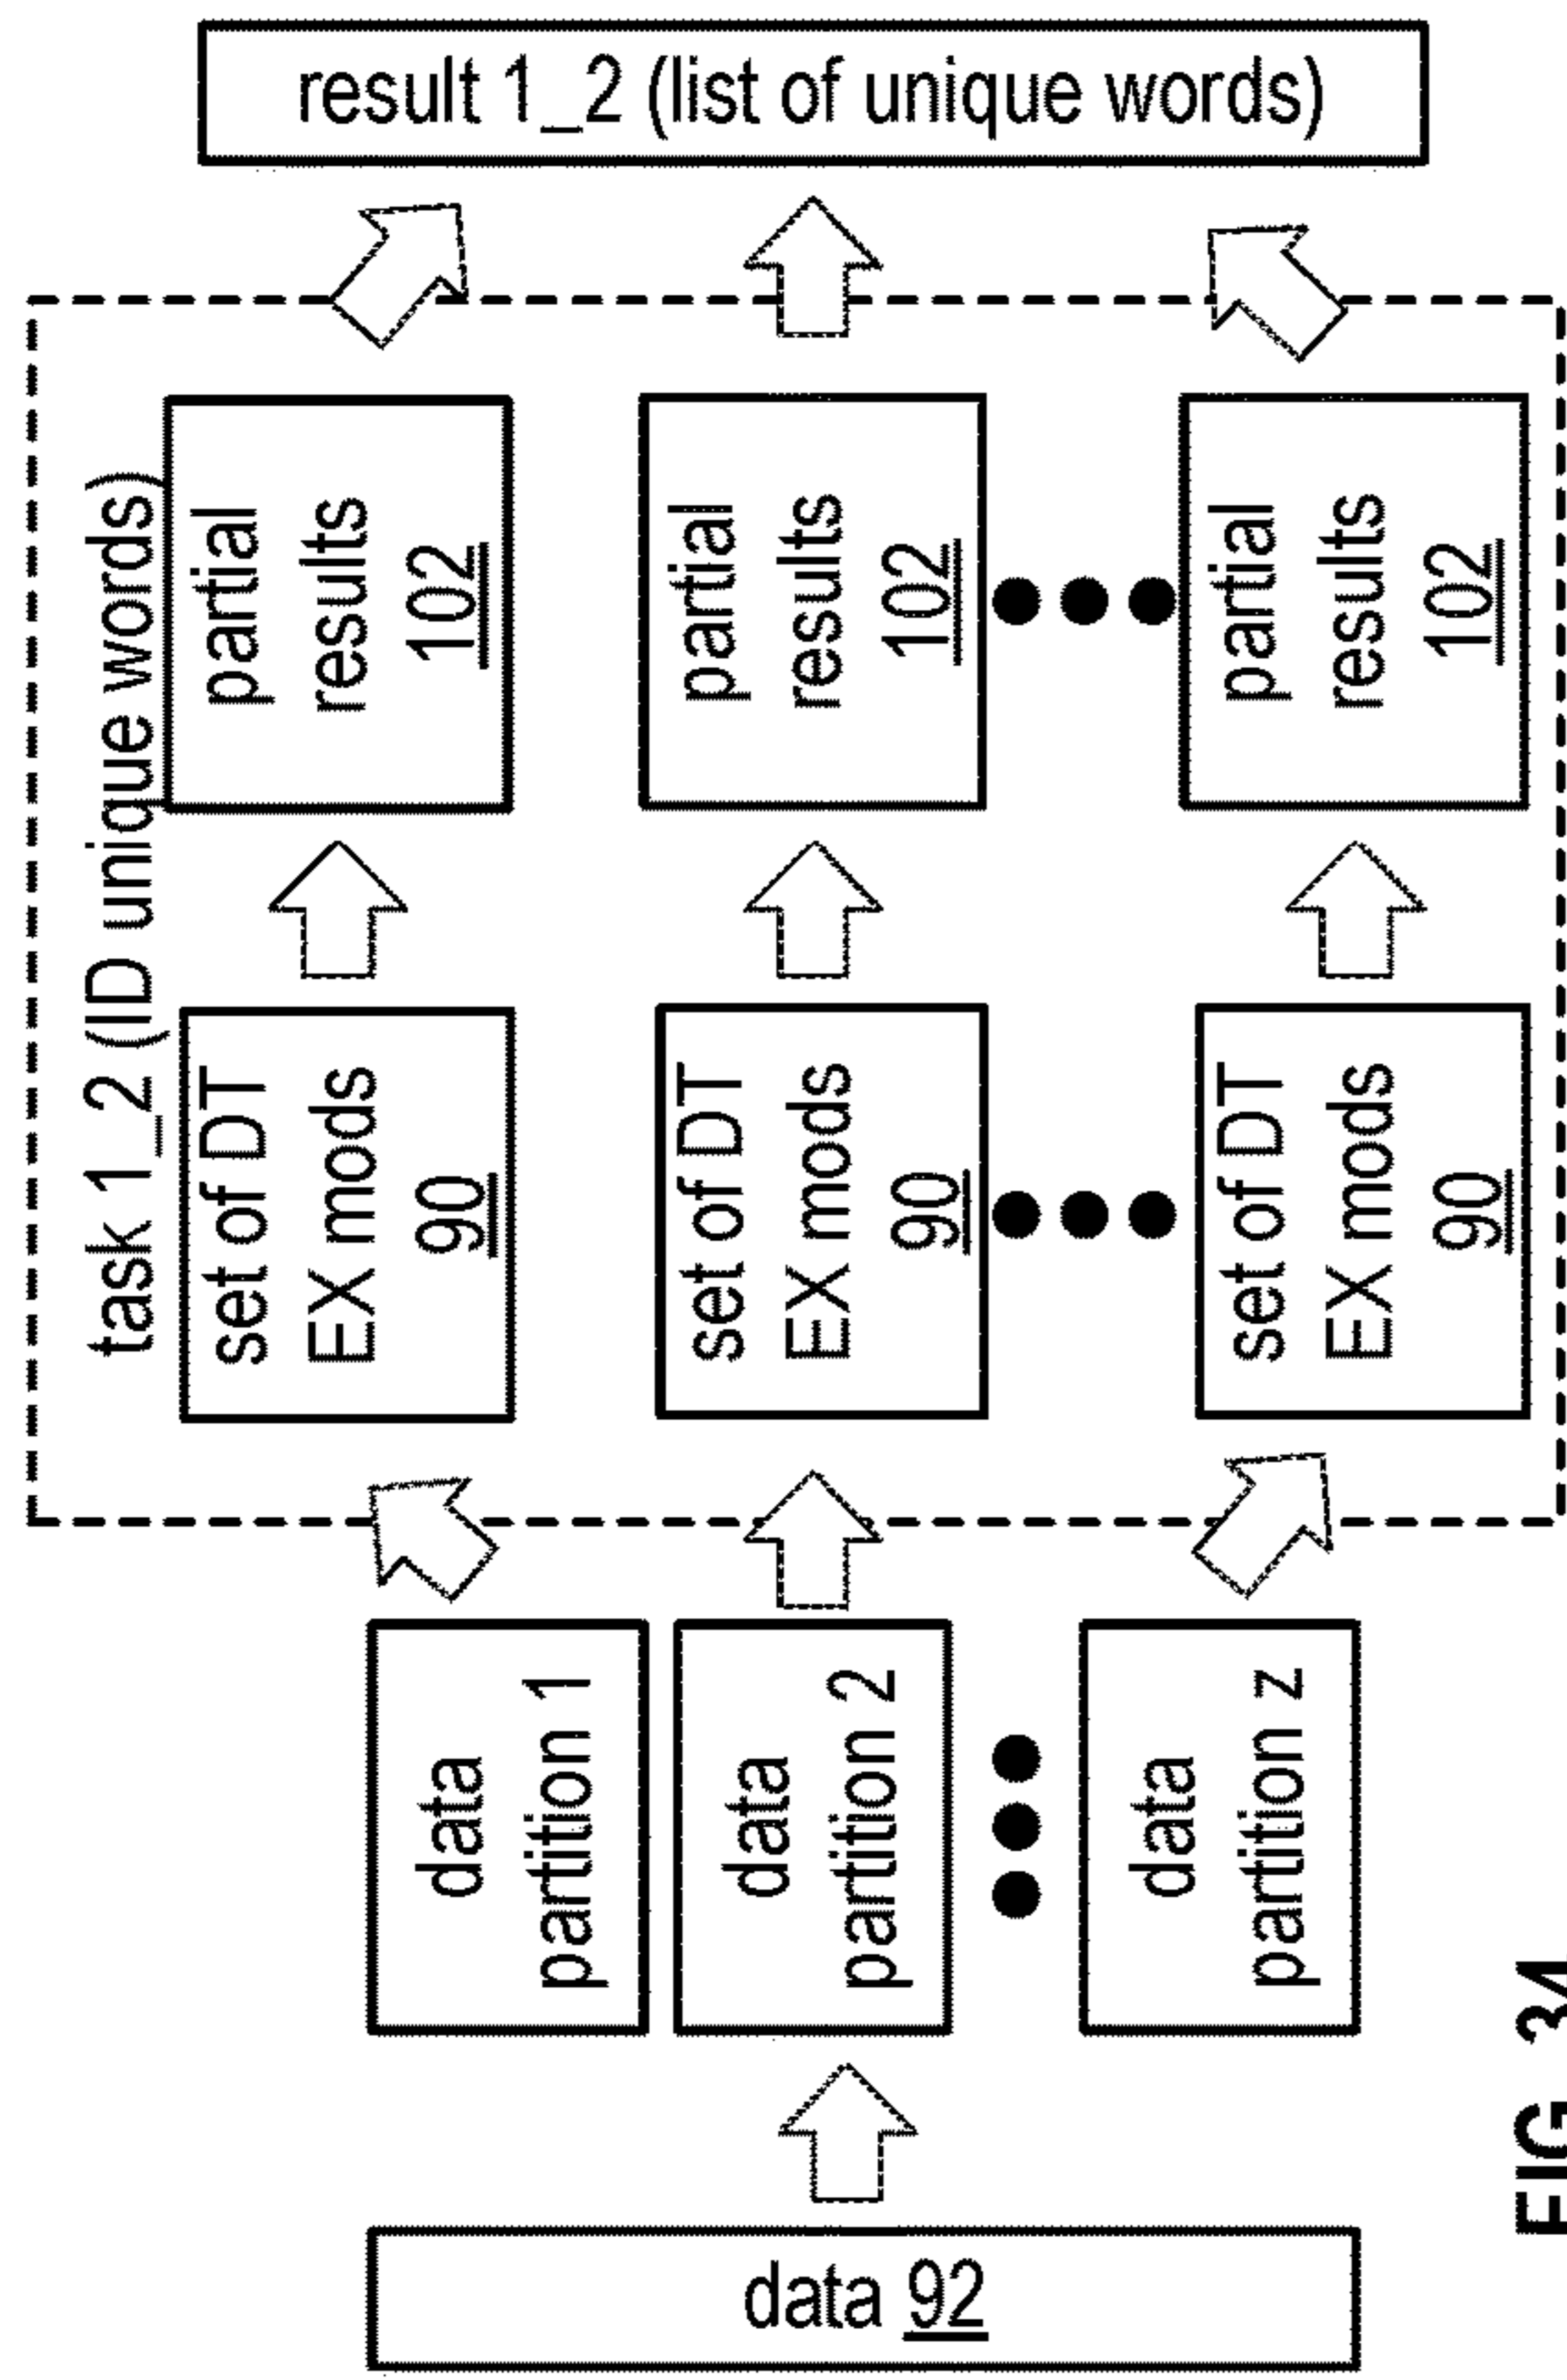 task 1_2 (ID unique words)
data 92
data
partition 1
data
partition 2
data
partition z
set of DT
EX mods
90
set of DT
EX mods
90
set of DT
EX mods
90
partial
results
102
partial
results
102
partial
results
102
result 1_2 (list of unique words)
FIG. 34